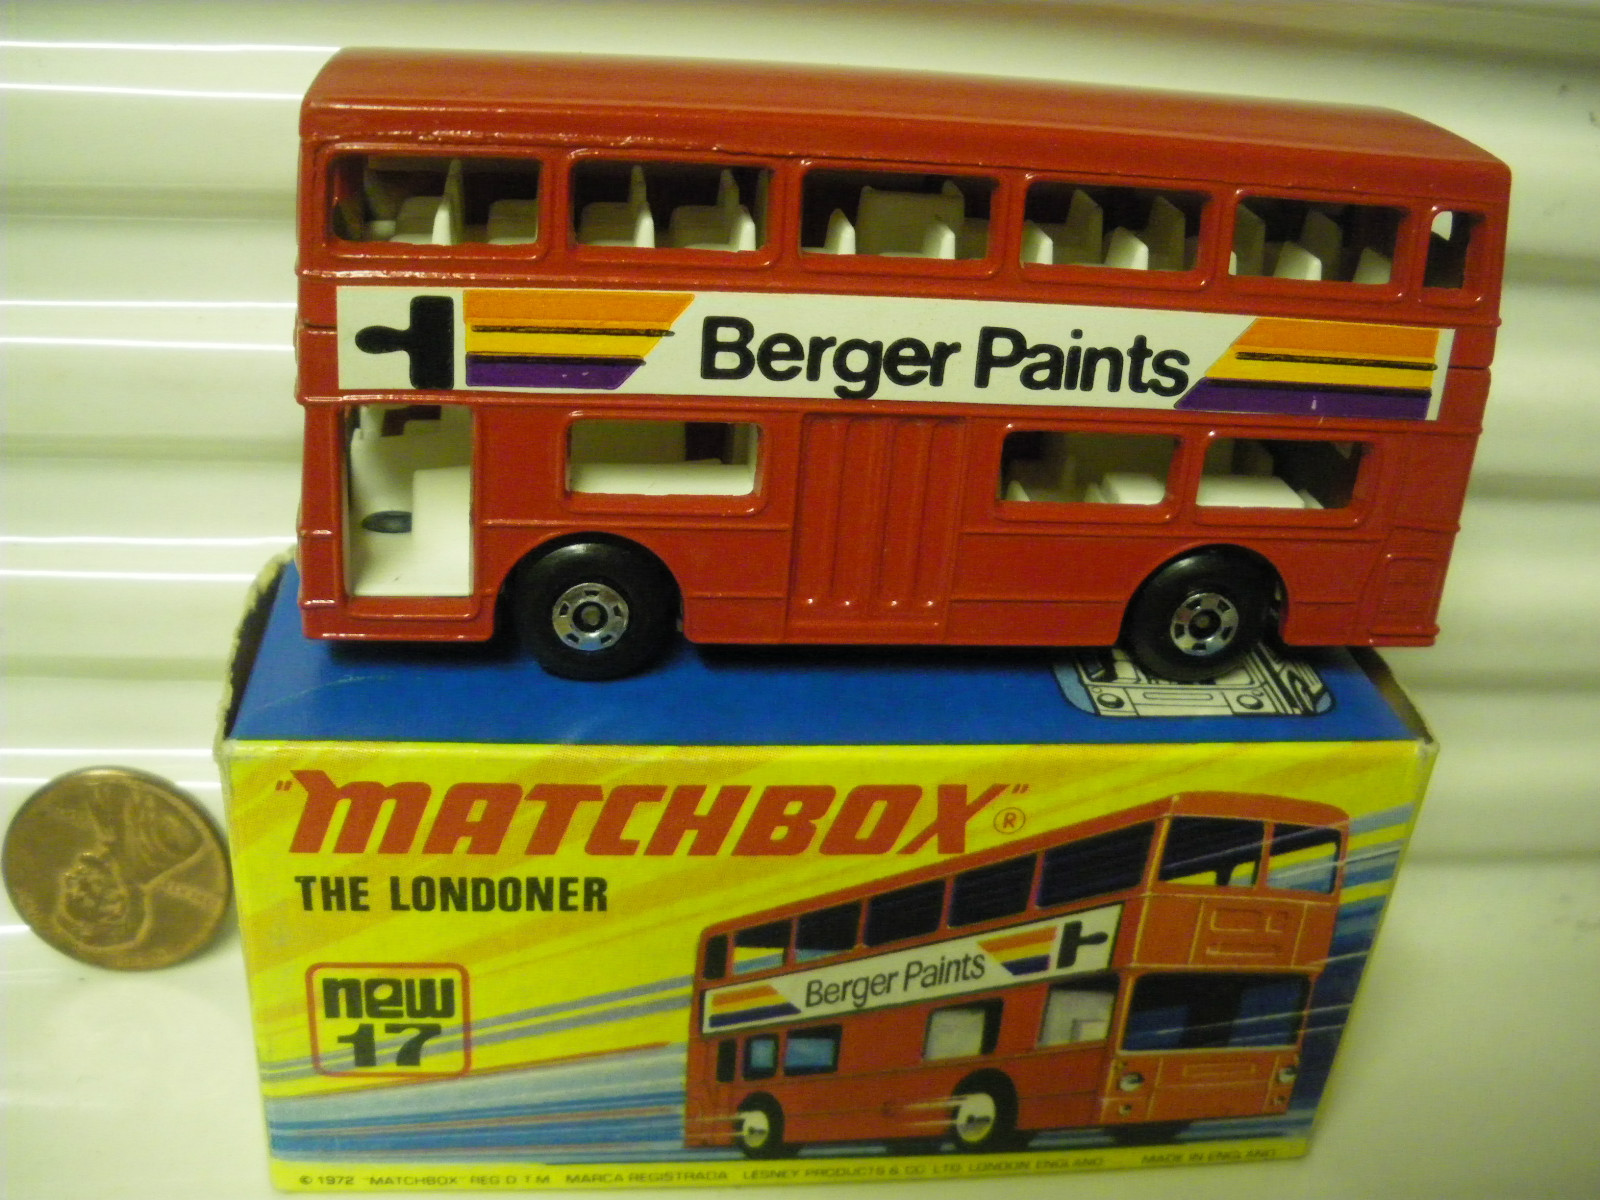 Berger Paints
"MATCHBOX"®
THE LONDONER
new
17
Berger Paints
© 1972 "MATCHBOX" REG'D T.M. MARCA REGISTRADA LESNEY PRODUCTS & CO. LTD. LONDON ENGLAND MADE IN ENGLAND